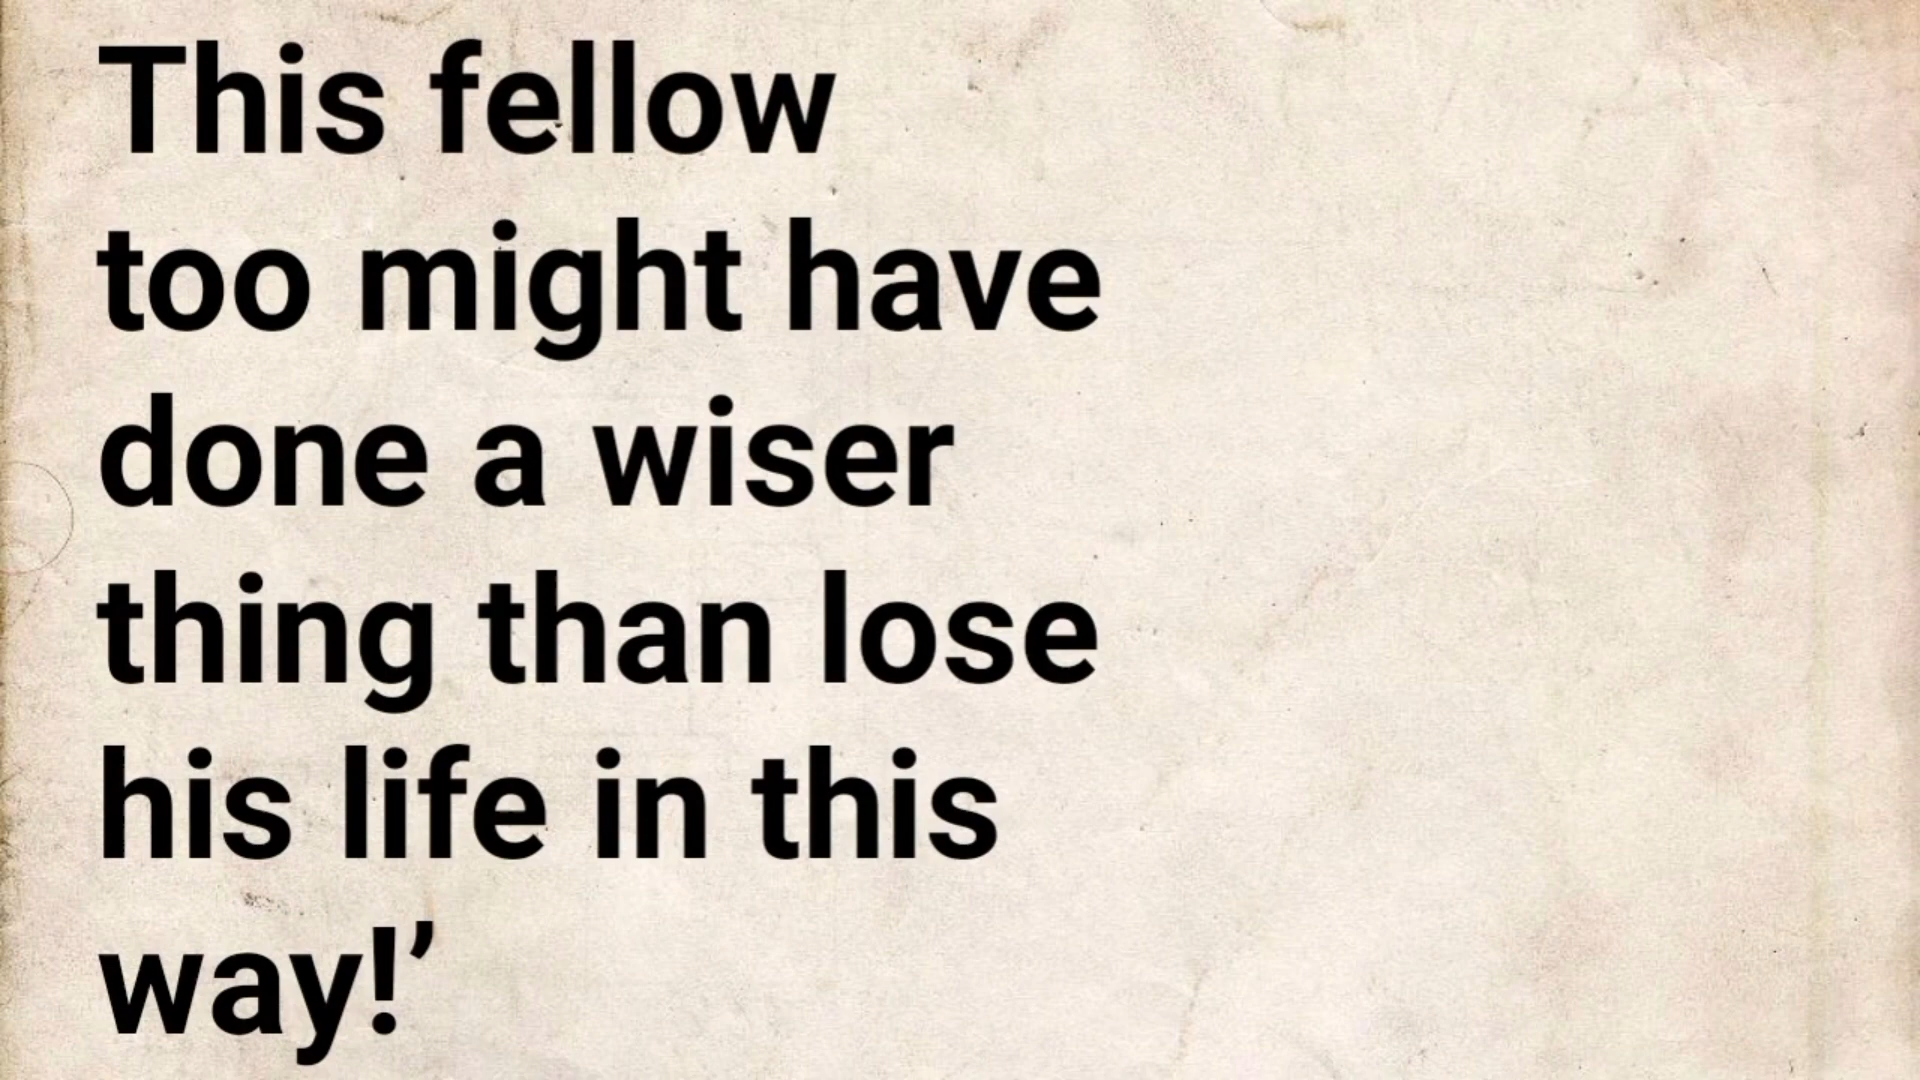 This fellow
too might have
done a wiser
thing than lose
his life in this
way!’